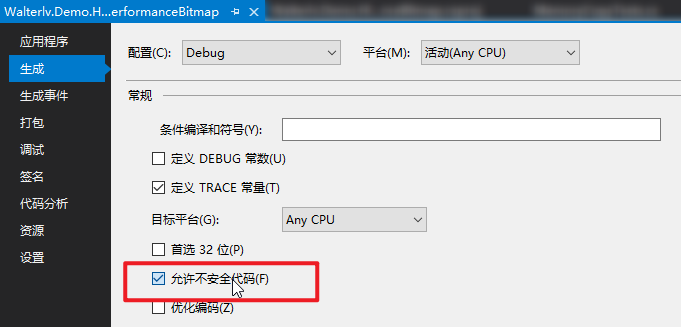 Walterlv.Demo.H...erformanceBitmap
应用程序
生成
生成事件
打包
调试
签名
代码分析
资源
设置
配置(C): Debug 平台(M): 活动(Any CPU)
常规
条件编译和符号(Y):
定义 DEBUG 常数(U)
定义 TRACE 常量(T)
目标平台(G): Any CPU
首选 32 位(P)
允许不安全代码(F)
优化编码(Z)